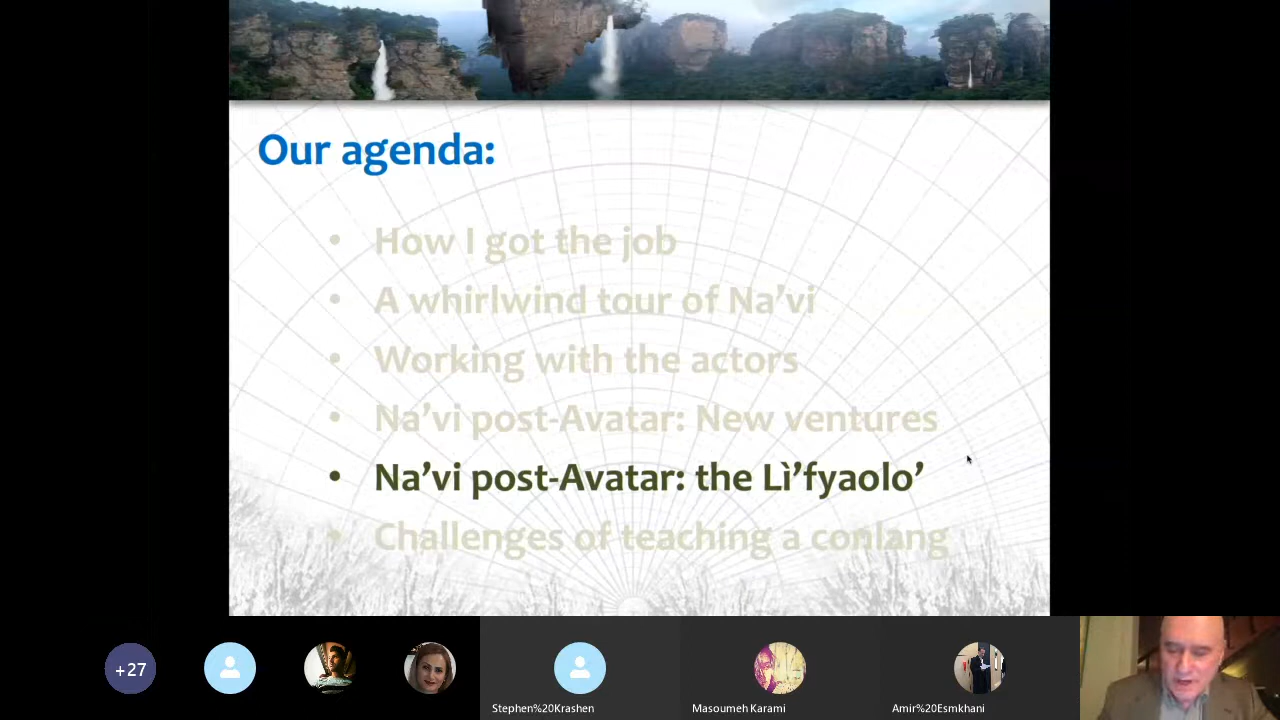 Our agenda:
• How I got the job
• A whirlwind tour of Na’vi
• Working with the actors
• Na’vi post-Avatar: New ventures
• Na’vi post-Avatar: the Lì’fyaolo’
• Challenges of teaching a conlang
+27
Stephen%20Krashen
Masoumeh Karami
Amir%20Esmkhani